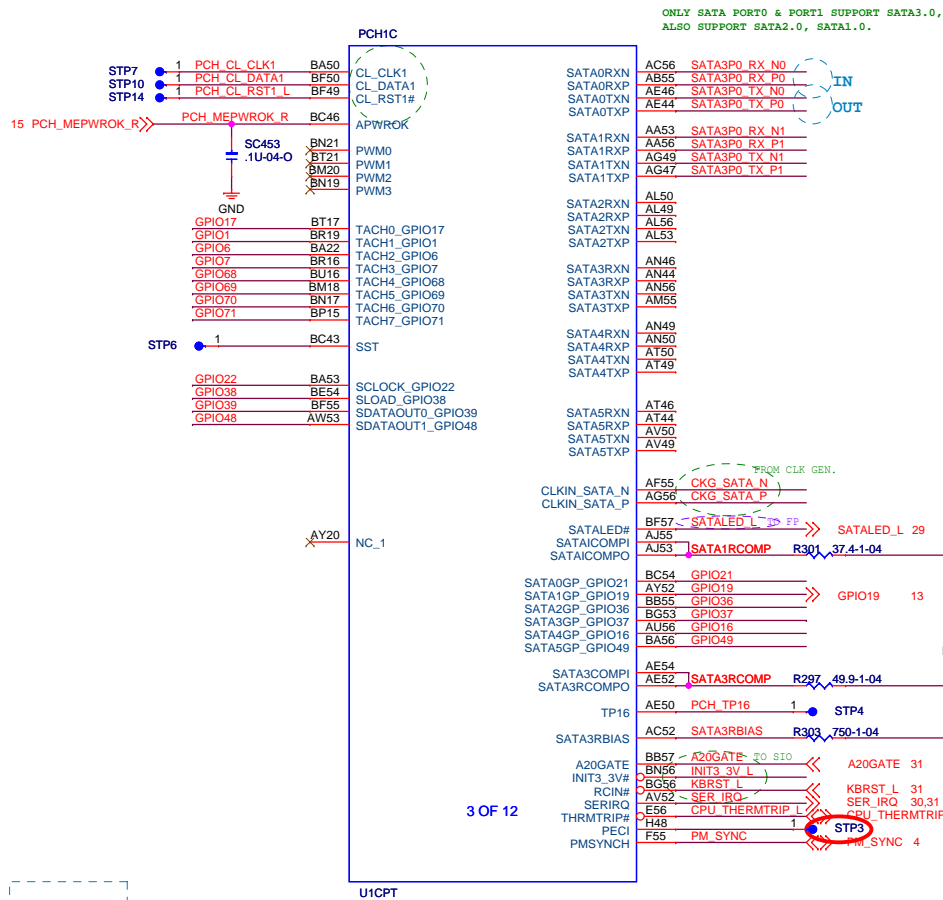 ONLY SATA PORT0 & PORT1 SUPPORT SATA3.0,
ALSO SUPPORT SATA2.0, SATA1.0.
PCH1C
STP7 1 PCH_CL_CLK1 BA50 CL_CLK1
STP10 1 PCH_CL_DATA1 BF50 CL_DATA1
STP14 1 PCH_CL_RST1_L BF49 CL_RST1#
15 PCH_MEPWROK_R PCH_MEPWROK_R BC46 APWROK
SC453
.1U-04-O
GND
BN21 PWM0
BT21 PWM1
BM20 PWM2
BN19 PWM3
GPIO17 BT17 TACH0_GPIO17
GPIO1 BR19 TACH1_GPIO1
GPIO6 BA22 TACH2_GPIO6
GPIO7 BR16 TACH3_GPIO7
GPIO68 BU16 TACH4_GPIO68
GPIO69 BM18 TACH5_GPIO69
GPIO70 BN17 TACH6_GPIO70
GPIO71 BP15 TACH7_GPIO71
STP6 1 BC43 SST
GPIO22 BA53 SCLOCK_GPIO22
GPIO38 BE54 SLOAD_GPIO38
GPIO39 BF55 SDATAOUT0_GPIO39
GPIO48 AW53 SDATAOUT1_GPIO48
AY20 NC_1
SATA0RXN AC56 SATA3P0_RX_N0
SATA0RXP AB55 SATA3P0_RX_P0
IN
SATA0TXN AE46 SATA3P0_TX_N0
SATA0TXP AE44 SATA3P0_TX_P0
OUT
SATA1RXN AA53 SATA3P0_RX_N1
SATA1RXP AA56 SATA3P0_RX_P1
SATA1TXN AG49 SATA3P0_TX_N1
SATA1TXP AG47 SATA3P0_TX_P1
SATA2RXN AL50
SATA2RXP AL49
SATA2TXN AL56
SATA2TXP AL53
SATA3RXN AN46
SATA3RXP AN44
SATA3TXN AN56
SATA3TXP AM55
SATA4RXN AN49
SATA4RXP AN50
SATA4TXN AT50
SATA4TXP AT49
SATA5RXN AT46
SATA5RXP AT44
SATA5TXN AV50
SATA5TXP AV49
FROM CLK GEN.
CLKIN_SATA_N AF55 CKG_SATA_N
CLKIN_SATA_P AG56 CKG_SATA_P
SATALED# BF57 SATALED_L TO FP SATALED_L 29
SATAICOMPI AJ55
SATAICOMPO AJ53 SATA1RCOMP R301 37.4-1-04
SATA0GP_GPIO21 BC54 GPIO21
SATA1GP_GPIO19 AY52 GPIO19 GPIO19 13
SATA2GP_GPIO36 BB55 GPIO36
SATA3GP_GPIO37 BG53 GPIO37
SATA4GP_GPIO16 AU56 GPIO16
SATA5GP_GPIO49 BA56 GPIO49
SATA3COMPI AE54
SATA3RCOMPO AE52 SATA3RCOMP R297 49.9-1-04
TP16 AE50 PCH_TP16 1 STP4
SATA3RBIAS AC52 SATA3RBIAS R303 750-1-04
A20GATE BB57 A20GATE TO SIO A20GATE 31
INIT3_3V# BN56 INIT3_3V_L
RCIN# BG56 KBRST_L KBRST_L 31
SERIRQ AV52 SER_IRQ SER_IRQ 30,31
THRMTRIP# E56 CPU_THERMTRIP_L CPU_THERMTRIP
PECI H48 1 STP3
PMSYNCH F55 PM_SYNC PM_SYNC 4
3 OF 12
U1CPT